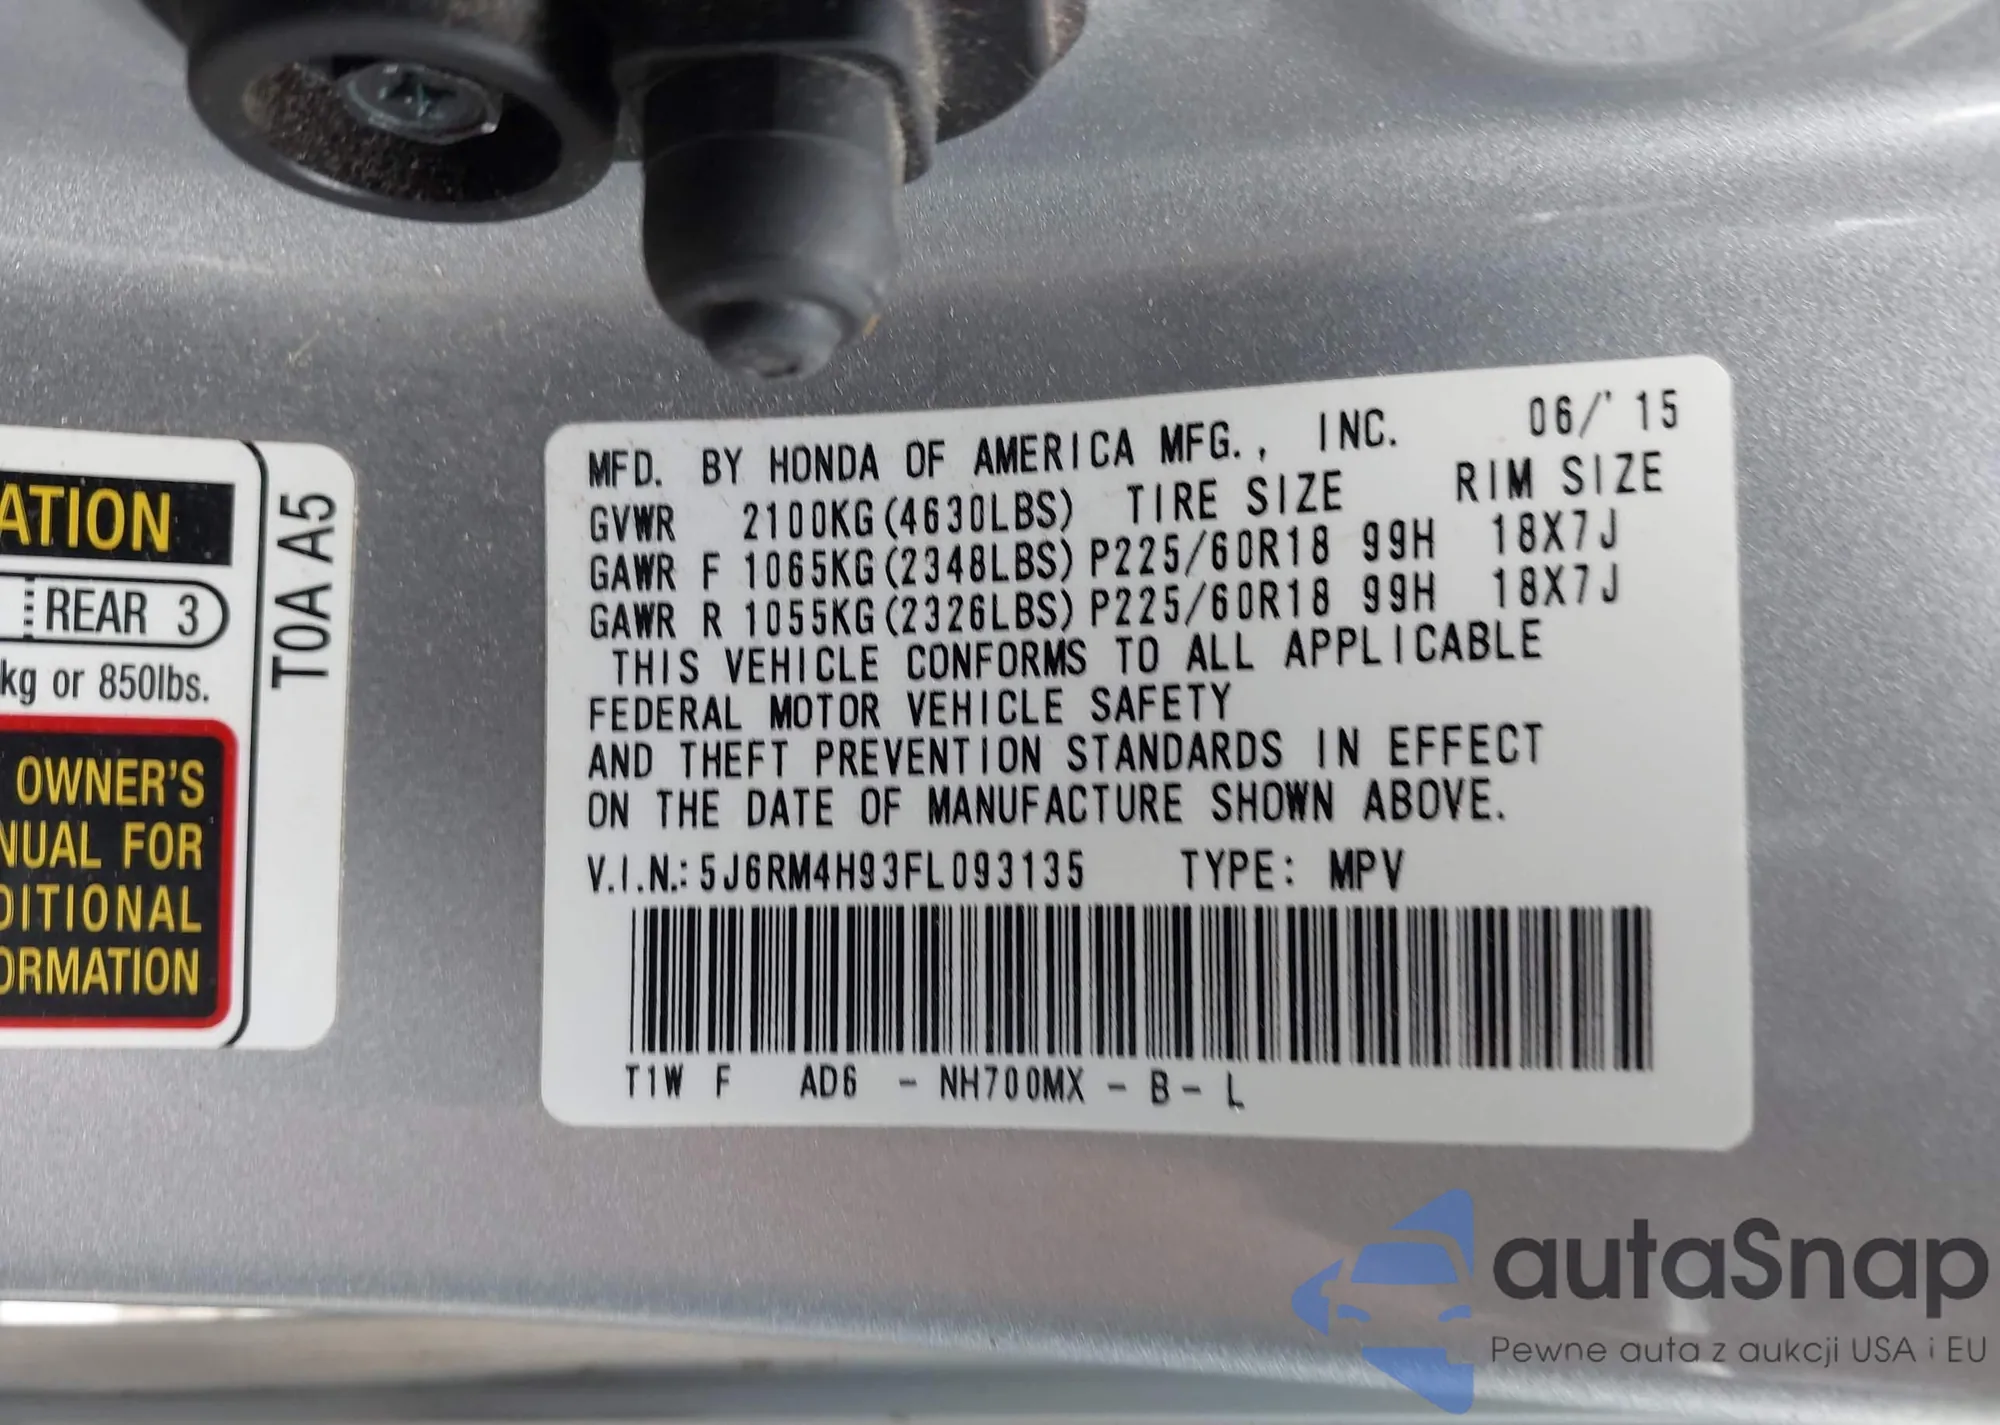 ATION
REAR 3
kg or 850lbs.
OWNER'S
NUAL FOR
DITIONAL
ORMATION
T0A A5
MFD. BY HONDA OF AMERICA MFG., INC. 06/'15
GVWR 2100KG(4630LBS) TIRE SIZE RIM SIZE
GAWR F 1065KG(2348LBS) P225/60R18 99H 18X7J
GAWR R 1055KG(2326LBS) P225/60R18 99H 18X7J
THIS VEHICLE CONFORMS TO ALL APPLICABLE
FEDERAL MOTOR VEHICLE SAFETY
AND THEFT PREVENTION STANDARDS IN EFFECT
ON THE DATE OF MANUFACTURE SHOWN ABOVE.
V.I.N.: 5J6RM4H93FL093135 TYPE: MPV
T1W F AD6 - NH700MX - B - L
autaSnap
Pewne auta z aukcji USA i EU